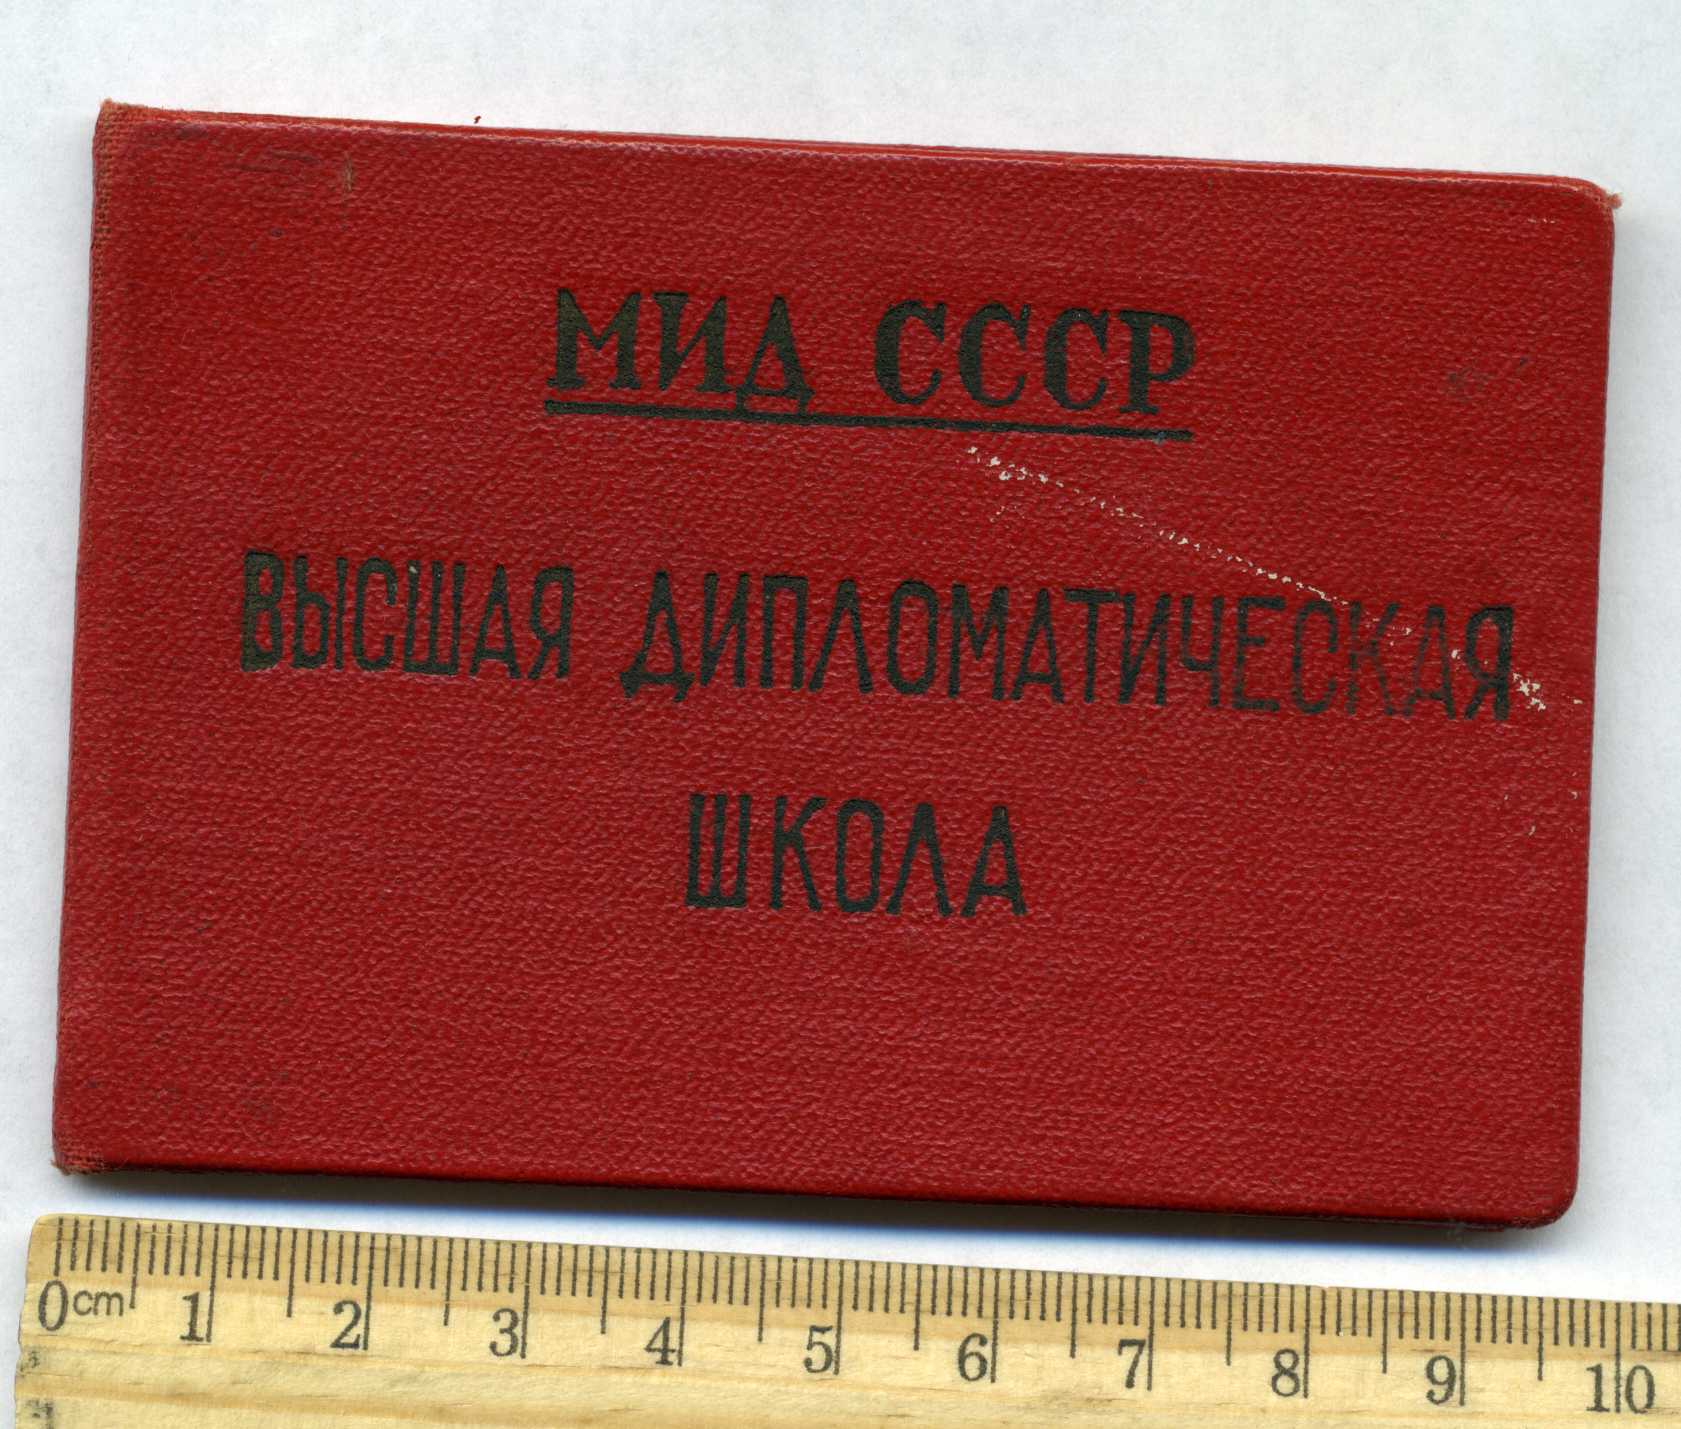 МИД СССР
ВЫСШАЯ ДИПЛОМАТИЧЕСКАЯ
ШКОЛА
0cm 1 2 3 4 5 6 7 8 9 10